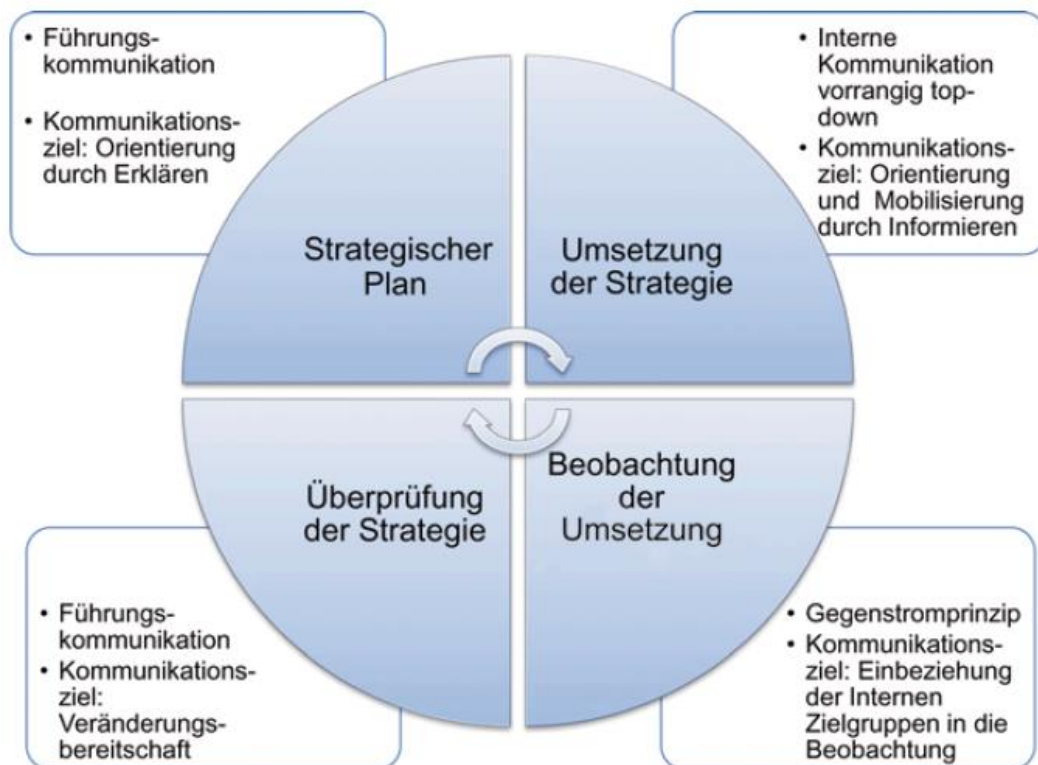 • Führungs-
kommunikation
• Kommunikations-
ziel: Orientierung
durch Erklären
• Interne
Kommunikation
vorrangig top-
down
• Kommunikations-
ziel: Orientierung
und Mobilisierung
durch Informieren
Strategischer
Plan
Umsetzung
der Strategie
Überprüfung
der Strategie
Beobachtung
der
Umsetzung
• Führungs-
kommunikation
• Kommunikations-
ziel:
Veränderungs-
bereitschaft
• Gegenstromprinzip
• Kommunikations-
ziel: Einbeziehung
der Internen
Zielgruppen in die
Beobachtung